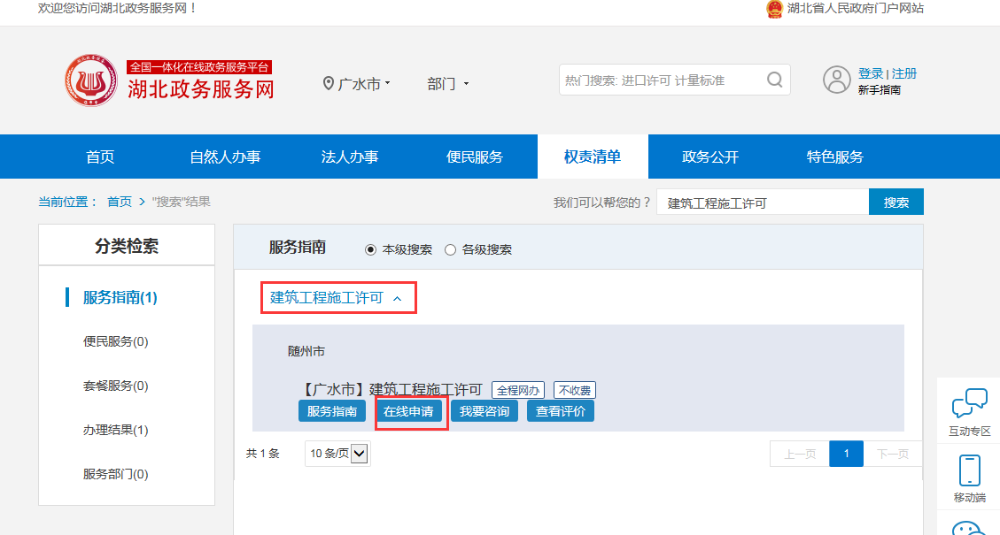 欢迎您访问湖北政务服务网！
湖北省人民政府门户网站
全国一体化在线政务服务平台
湖北政务服务网
广水市
部门
热门搜索: 进口许可 计量标准
登录 | 注册
新手指南
首页 自然人办事 法人办事 便民服务 权责清单 政务公开 特色服务
当前位置： 首页 > "搜索"结果
我们可以帮您的？ 建筑工程施工许可 搜索
分类检索
服务指南(1)
便民服务(0)
套餐服务(0)
办理结果(1)
服务部门(0)
服务指南 本级搜索 各级搜索
建筑工程施工许可
随州市
【广水市】建筑工程施工许可 全程网办 不收费
服务指南 在线申请 我要咨询 查看评价
共 1 条 10 条/页 上一页 1 下一页
互动专区
移动端